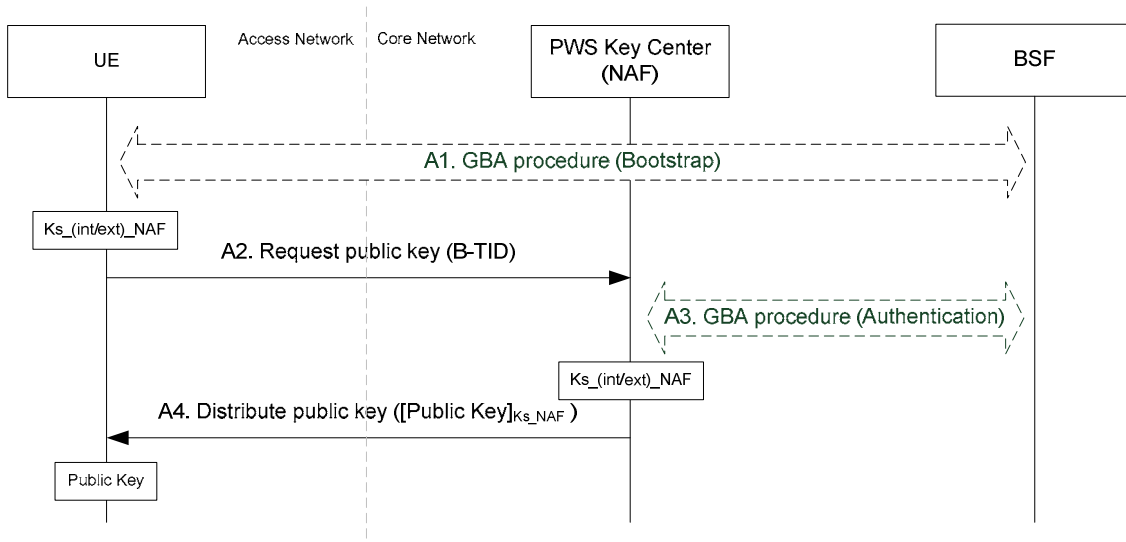 Access Network
Core Network
UE
PWS Key Center
(NAF)
BSF
A1. GBA procedure (Bootstrap)
Ks_(int/ext)_NAF
A2. Request public key (B-TID)
A3. GBA procedure (Authentication)
Ks_(int/ext)_NAF
A4. Distribute public key ([Public Key]Ks_NAF )
Public Key